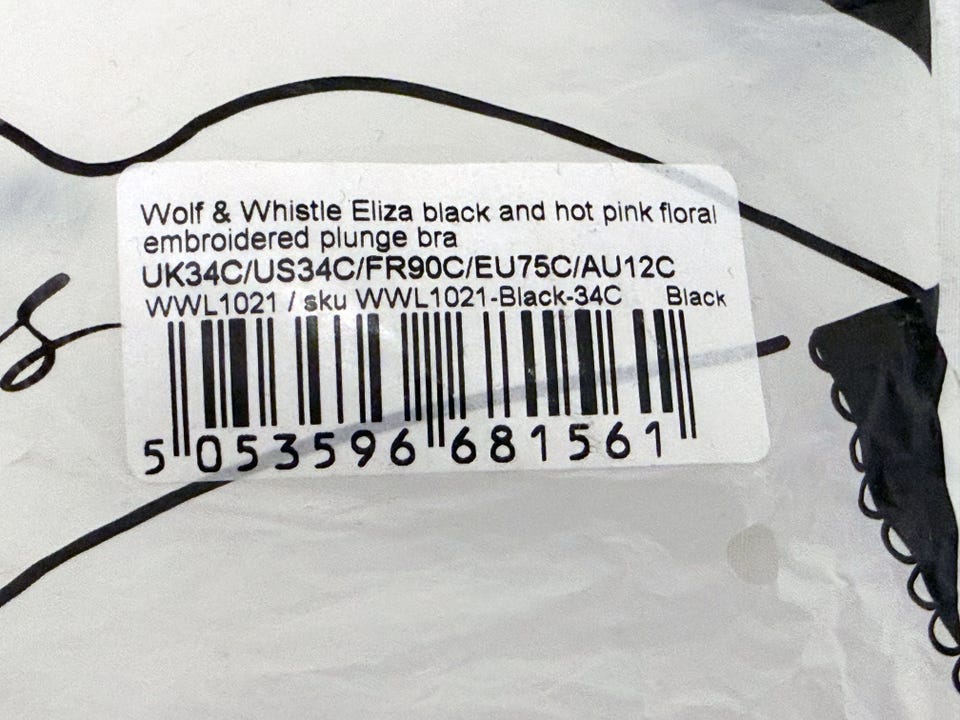 Wolf & Whistle Eliza black and hot pink floral
embroidered plunge bra
UK34C/US34C/FR90C/EU75C/AU12C
WWL1021 / sku WWL1021-Black-34C Black
5 053596 681561